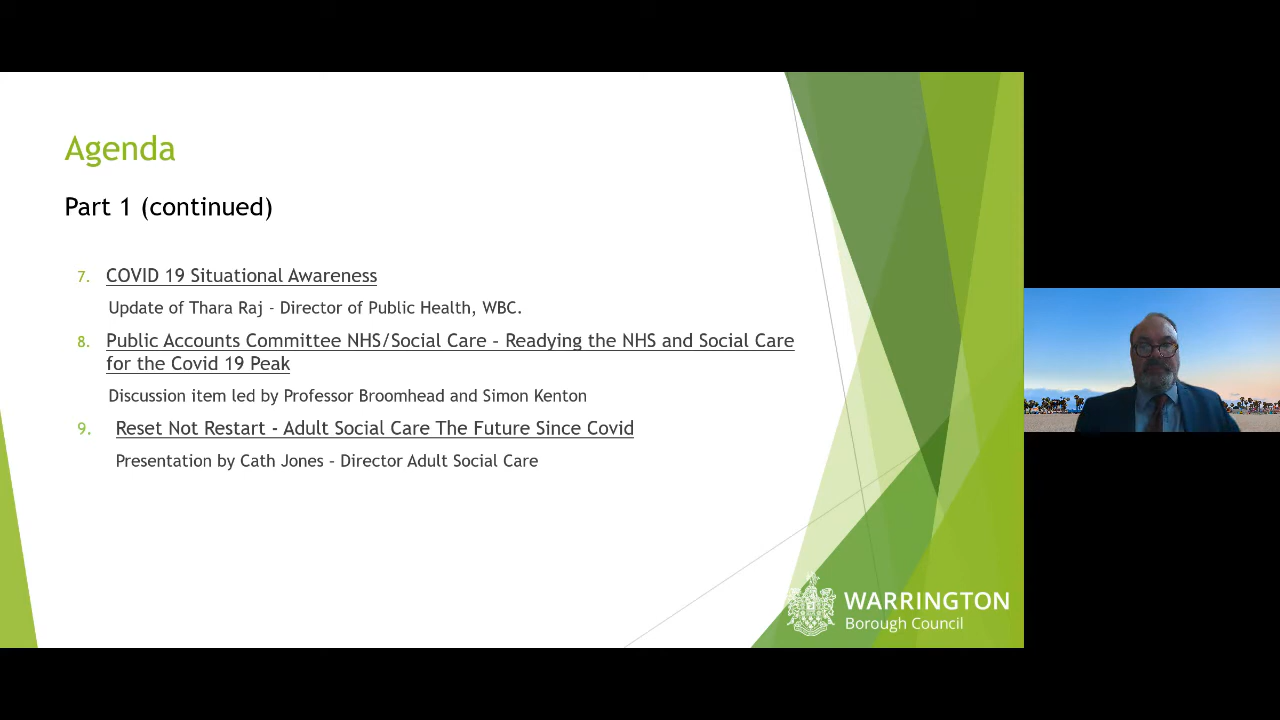 Agenda
Part 1 (continued)
7. COVID 19 Situational Awareness
Update of Thara Raj - Director of Public Health, WBC.
8. Public Accounts Committee NHS/Social Care – Readying the NHS and Social Care
for the Covid 19 Peak
Discussion item led by Professor Broomhead and Simon Kenton
9. Reset Not Restart - Adult Social Care The Future Since Covid
Presentation by Cath Jones – Director Adult Social Care
WARRINGTON
Borough Council